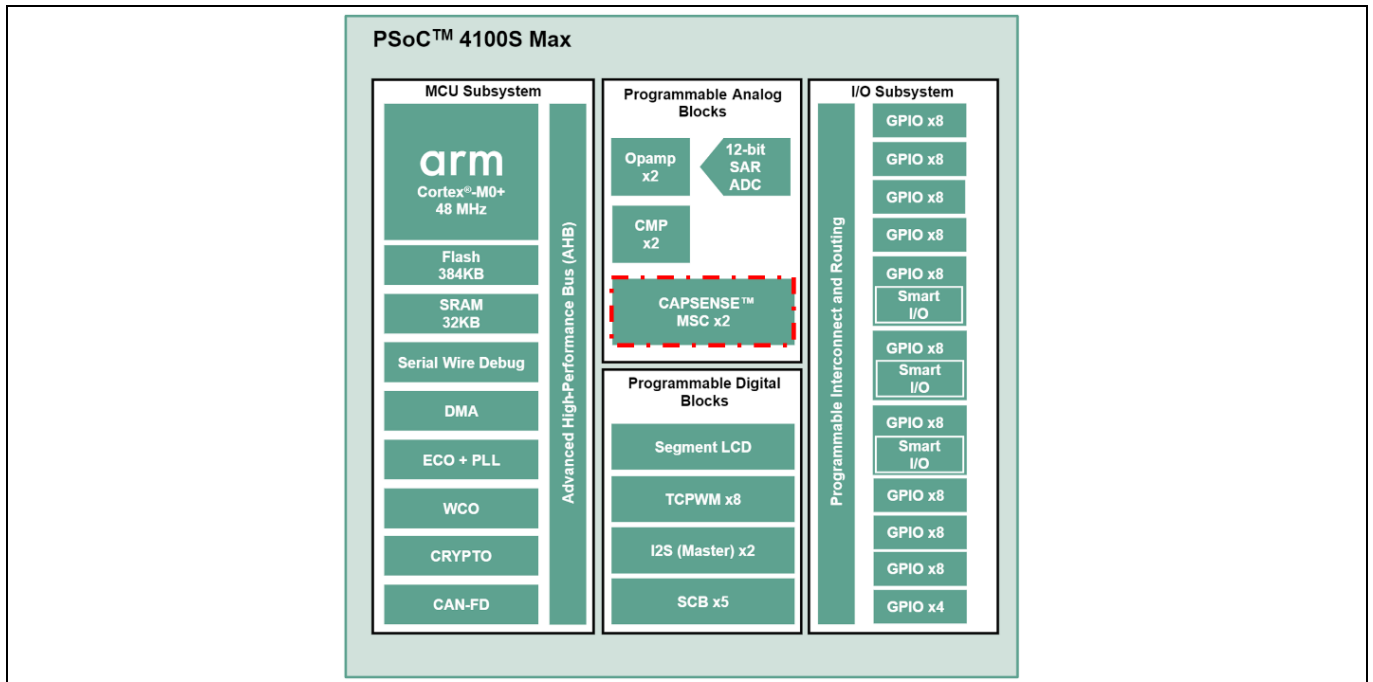 PSoC™ 4100S Max
MCU Subsystem
arm
Cortex®-M0+
48 MHz
Flash
384KB
SRAM
32KB
Serial Wire Debug
DMA
ECO + PLL
WCO
CRYPTO
CAN-FD
Advanced High-Performance Bus (AHB)
Programmable Analog
Blocks
Opamp
x2
12-bit
SAR
ADC
CMP
x2
CAPSENSE™
MSC x2
Programmable Digital
Blocks
Segment LCD
TCPWM x8
I2S (Master) x2
SCB x5
I/O Subsystem
Programmable Interconnect and Routing
GPIO x8
GPIO x8
GPIO x8
GPIO x8
GPIO x8
Smart
I/O
GPIO x8
Smart
I/O
GPIO x8
Smart
I/O
GPIO x8
GPIO x8
GPIO x8
GPIO x4